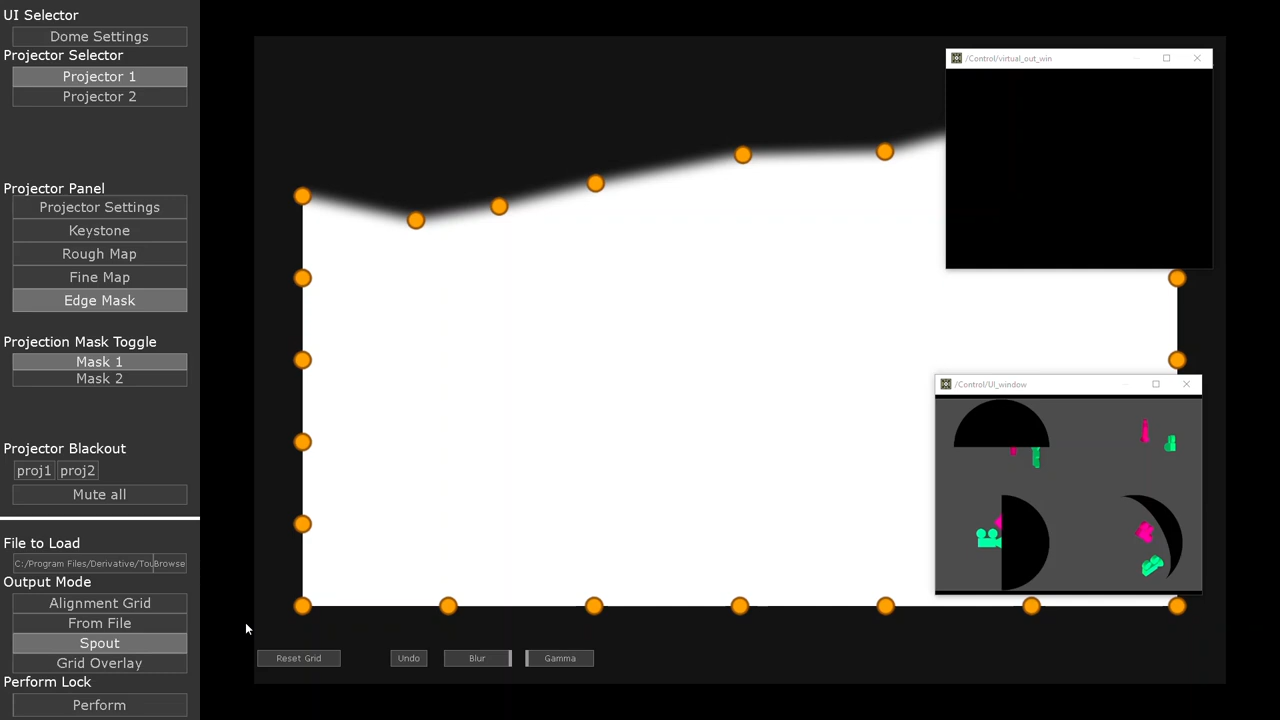 UI Selector
Dome Settings
Projector Selector
Projector 1
Projector 2
Projector Panel
Projector Settings
Keystone
Rough Map
Fine Map
Edge Mask
Projection Mask Toggle
Mask 1
Mask 2
Projector Blackout
proj1 proj2
Mute all
File to Load
C:/Program Files/Derivative/Tou Browse
Output Mode
Alignment Grid
From File
Spout
Grid Overlay
Perform Lock
Perform
/Control/virtual_out_win
/Control/UI_window
Reset Grid Undo Blur Gamma